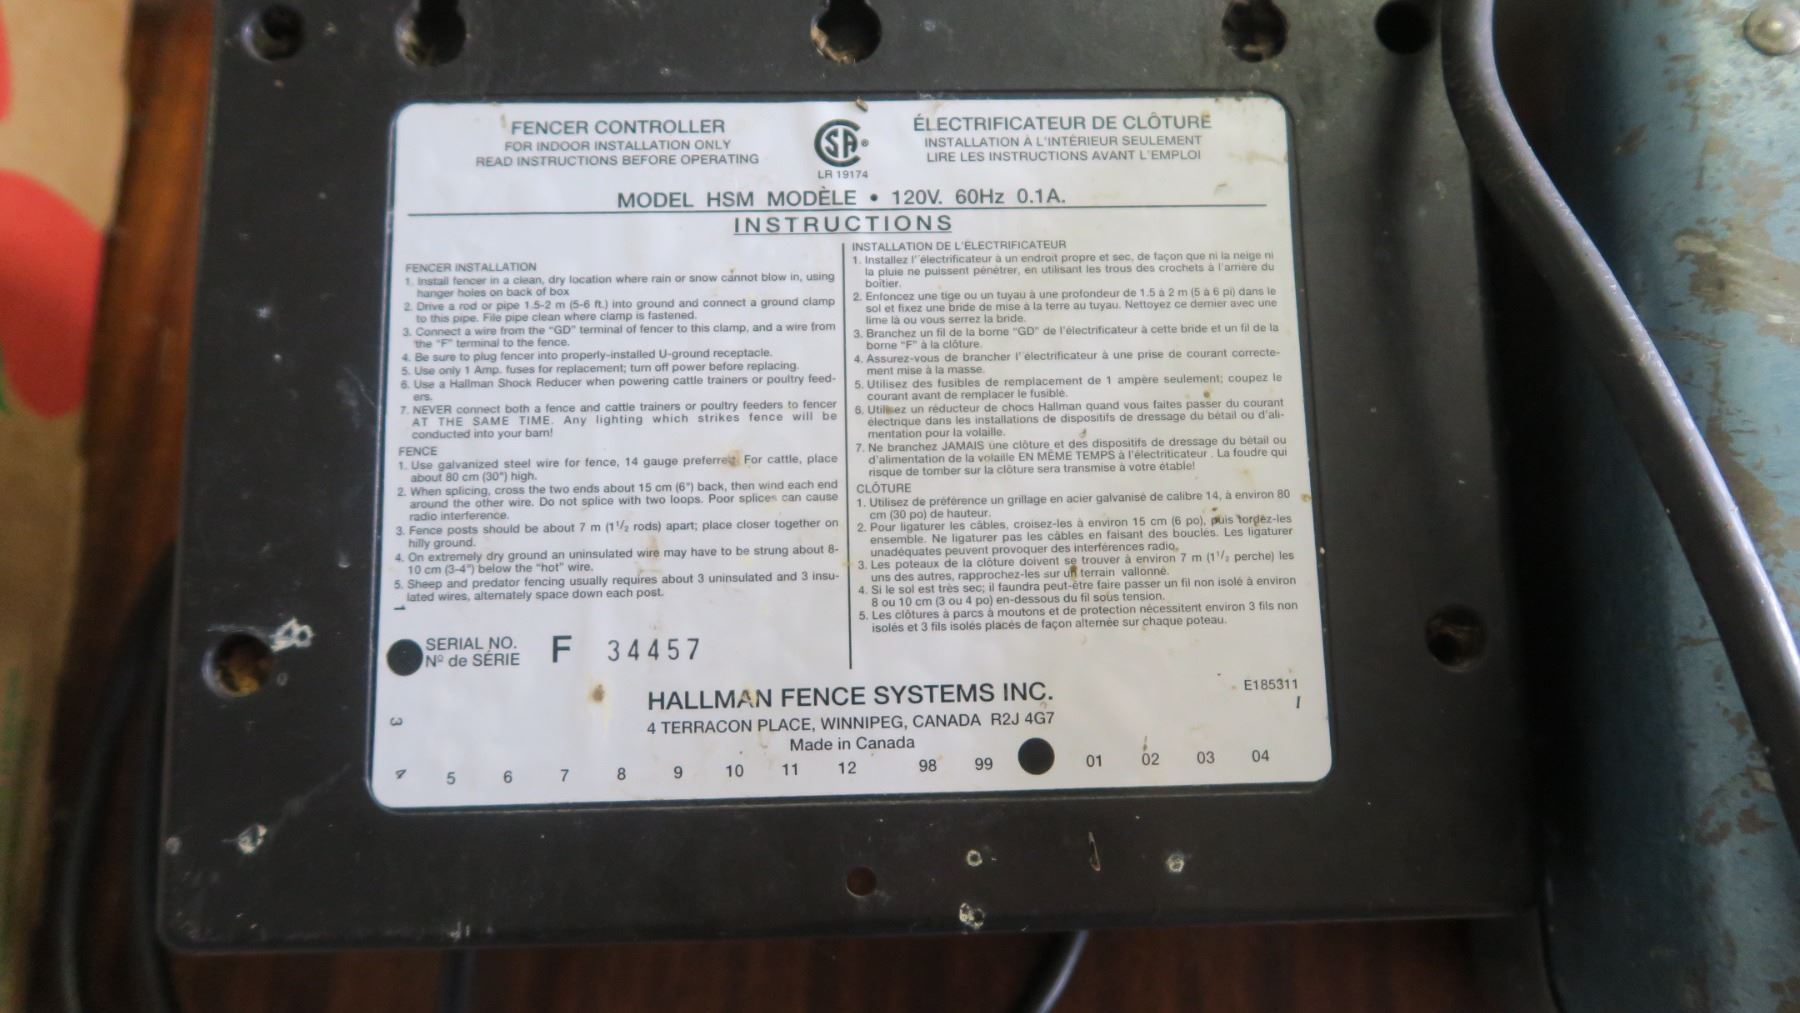 FENCER CONTROLLER
FOR INDOOR INSTALLATION ONLY
READ INSTRUCTIONS BEFORE OPERATING
SA ®
LR 19174
ÉLECTRIFICATEUR DE CLÔTURE
INSTALLATION À L'INTÉRIEUR SEULEMENT
LIRE LES INSTRUCTIONS AVANT L'EMPLOI
MODEL HSM MODÈLE • 120V. 60Hz 0.1A.
INSTRUCTIONS
FENCER INSTALLATION
1. Install fencer in a clean, dry location where rain or snow cannot blow in, using
hanger holes on back of box
2. Drive a rod or pipe 1.5-2 m (5-6 ft.) into ground and connect a ground clamp
to this pipe. File pipe clean where clamp is fastened.
3. Connect a wire from the "GD" terminal of fencer to this clamp, and a wire from
the "F" terminal to the fence.
4. Be sure to plug fencer into properly-installed U-ground receptacle.
5. Use only 1 Amp. fuses for replacement; turn off power before replacing.
6. Use a Hallman Shock Reducer when powering cattle trainers or poultry feed-
ers.
7. NEVER connect both a fence and cattle trainers or poultry feeders to fencer
AT THE SAME TIME. Any lighting which strikes fence will be
conducted into your barn!
FENCE
1. Use galvanized steel wire for fence, 14 gauge preferred. For cattle, place
about 80 cm (30") high.
2. When splicing, cross the two ends about 15 cm (6") back, then wind each end
around the other wire. Do not splice with two loops. Poor splices can cause
radio interference.
3. Fence posts should be about 7 m (1 1/2 rods) apart; place closer together on
hilly ground.
4. On extremely dry ground an uninsulated wire may have to be strung about 8-
10 cm (3-4") below the "hot" wire.
5. Sheep and predator fencing usually requires about 3 uninsulated and 3 insu-
lated wires, alternately space down each post.
INSTALLATION DE L'ÉLECTRIFICATEUR
1. Installez l'électrificateur à un endroit propre et sec, de façon que ni la neige ni
la pluie ne puissent pénétrer, en utilisant les trous des crochets à l'arrière du
boîtier.
2. Enfoncez une tige ou un tuyau à une profondeur de 1.5 à 2 m (5 à 6 pi) dans le
sol et fixez une bride de mise à la terre au tuyau. Nettoyez ce dernier avec une
lime là ou vous serrez la bride.
3. Branchez un fil de la borne "GD" de l'électrificateur à cette bride et un fil de la
borne "F" à la clôture.
4. Assurez-vous de brancher l'électrificateur à une prise de courant correcte-
ment mise à la masse.
5. Utilisez des fusibles de remplacement de 1 ampère seulement; coupez le
courant avant de remplacer le fusible.
6. Utilisez un réducteur de chocs Hallman quand vous faites passer du courant
électrique dans les installations de dispositifs de dressage du bétail ou d'ali-
mentation pour la volaille.
7. Ne branchez JAMAIS une clôture et des dispositifs de dressage du bétail ou
d'alimentation de la volaille EN MÊME TEMPS à l'électriticateur. La foudre qui
risque de tomber sur la clôture sera transmise à votre étable!
CLÔTURE
1. Utilisez de préférence un grillage en acier galvanisé de calibre 14, à environ 80
cm (30 po) de hauteur.
2. Pour ligaturer les câbles, croisez-les à environ 15 cm (6 po), puis tordez-les
ensemble. Ne ligaturer pas les câbles en faisant des boucles. Les ligaturer
unadéquates peuvent provoquer des interférences radio.
3. Les poteaux de la clôture doivent se trouver à environ 7 m (1 1/2 perche) les
uns des autres, rapprochez-les sur un terrain vallonné.
4. Si le sol est très sec; il faundra peut-être faire passer un fil non isolé à environ
8 ou 10 cm (3 ou 4 po) en-dessous du fil sous tension.
5. Les clôtures à parcs à moutons et de protection nécessitent environ 3 fils non
isolés et 3 fils isolés placés de façon alternée sur chaque poteau.
1
SERIAL NO.
Nº de SÉRIE
F 34457
3
HALLMAN FENCE SYSTEMS INC.
4 TERRACON PLACE, WINNIPEG, CANADA R2J 4G7
Made in Canada
E185311
4 5 6 7 8 9 10 11 12 98 99 01 02 03 04